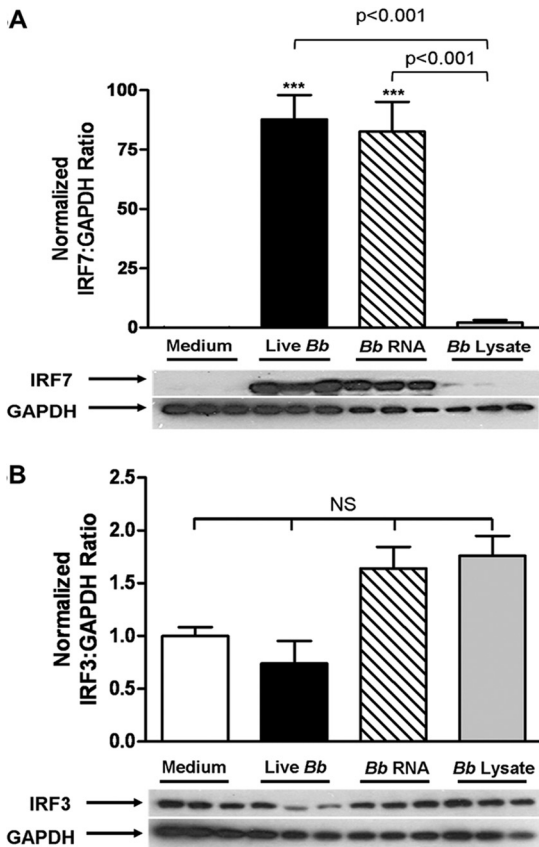 A
p<0.001
p<0.001
Normalized
IRF7:GAPDH Ratio
100
75
50
25
0
*** ***
Medium Live Bb Bb RNA Bb Lysate
IRF7
GAPDH
B
Normalized
IRF3:GAPDH Ratio
2.5
2.0
1.5
1.0
0.5
0.0
NS
Medium Live Bb Bb RNA Bb Lysate
IRF3
GAPDH